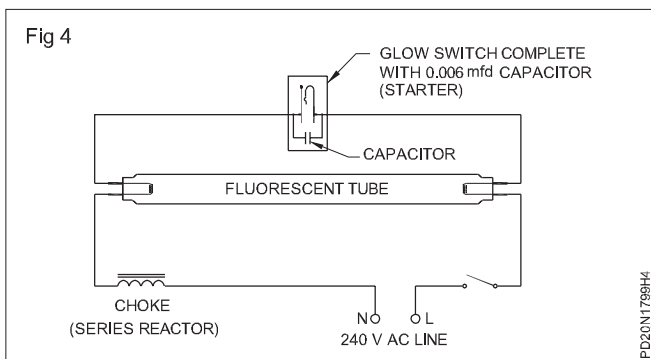 Fig 4
GLOW SWITCH COMPLETE
WITH 0.006 mfd CAPACITOR
(STARTER)
CAPACITOR
FLUORESCENT TUBE
CHOKE
(SERIES REACTOR)
N L
240 V AC LINE
PD20N1799H4